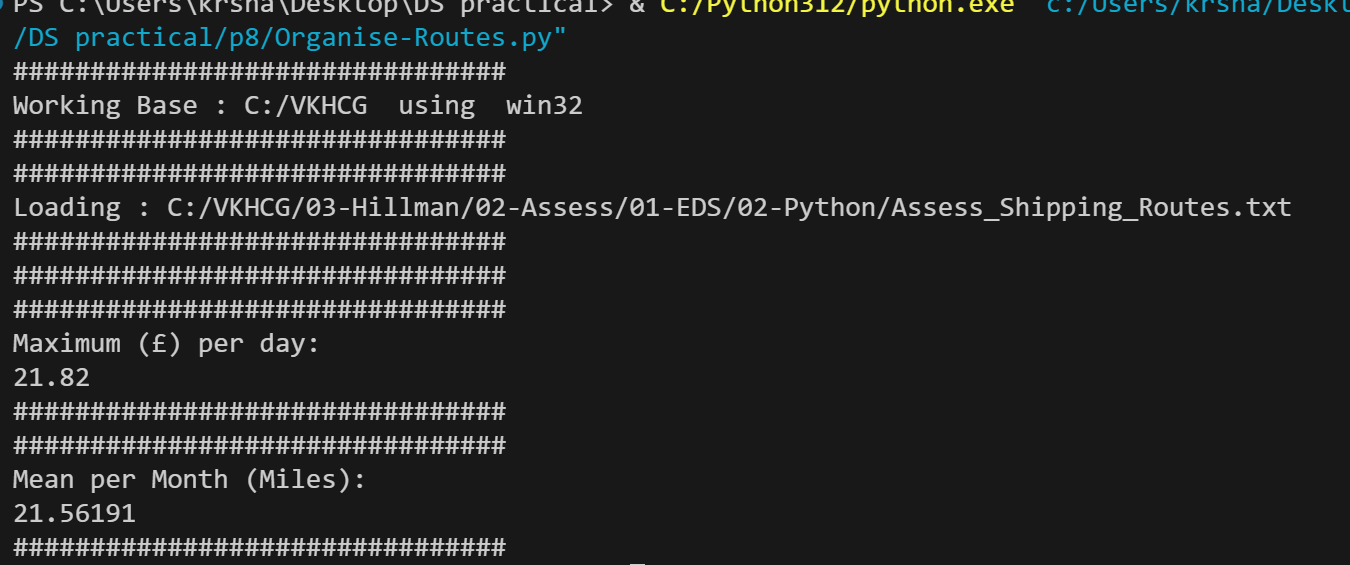 PS C:\Users\krsna\Desktop\DS practical> & C:/Python312/python.exe "c:/Users/krsna/Deskt
/DS practical/p8/Organise-Routes.py"
################################
Working Base : C:/VKHCG  using  win32
################################
################################
Loading : C:/VKHCG/03-Hillman/02-Assess/01-EDS/02-Python/Assess_Shipping_Routes.txt
################################
################################
################################
Maximum (£) per day:
21.82
################################
################################
Mean per Month (Miles):
21.56191
################################